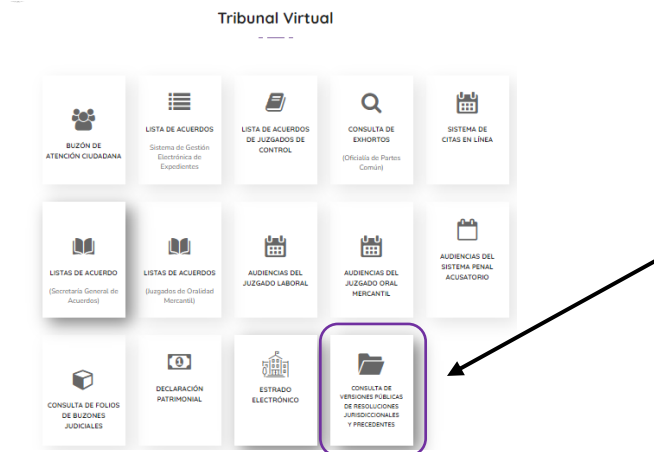 Tribunal Virtual
BUZÓN DE
ATENCIÓN CIUDADANA
LISTA DE ACUERDOS
Sistema de Gestión
Electrónica de
Expedientes
LISTA DE ACUERDOS
DE JUZGADOS DE
CONTROL
CONSULTA DE
EXHORTOS
(Oficialía de Partes
Común)
SISTEMA DE
CITAS EN LÍNEA
LISTAS DE ACUERDO
(Secretaría General de
Acuerdos)
LISTAS DE ACUERDOS
(Juzgados de Oralidad
Mercantil)
AUDIENCIAS DEL
JUZGADO LABORAL
AUDIENCIAS DEL
JUZGADO ORAL
MERCANTIL
AUDIENCIAS DEL
SISTEMA PENAL
ACUSATORIO
CONSULTA DE FOLIOS
DE BUZONES
JUDICIALES
1
DECLARACIÓN
PATRIMONIAL
ESTRADO
ELECTRÓNICO
CONSULTA DE
VERSIONES PÚBLICAS
DE RESOLUCIONES
JURISDICCIONALES
Y PRECEDENTES